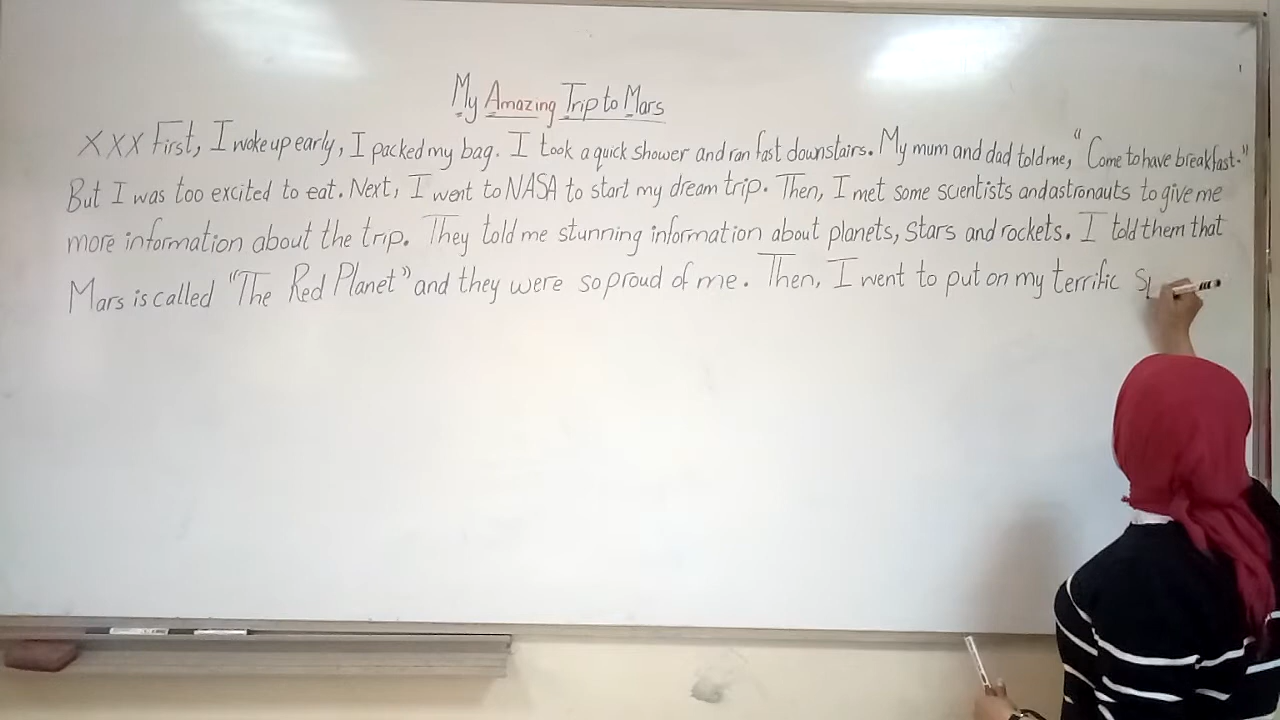 My Amazing Trip to Mars
XXX First, I woke up early, I packed my bag. I took a quick shower and ran fast downstairs. My mum and dad told me, "Come to have breakfast."
But I was too excited to eat. Next, I went to NASA to start my dream trip. Then, I met some scientists and astronauts to give me
more information about the trip. They told me stunning information about planets, stars and rockets. I told them that
Mars is called "The Red Planet" and they were so proud of me. Then, I went to put on my terrific